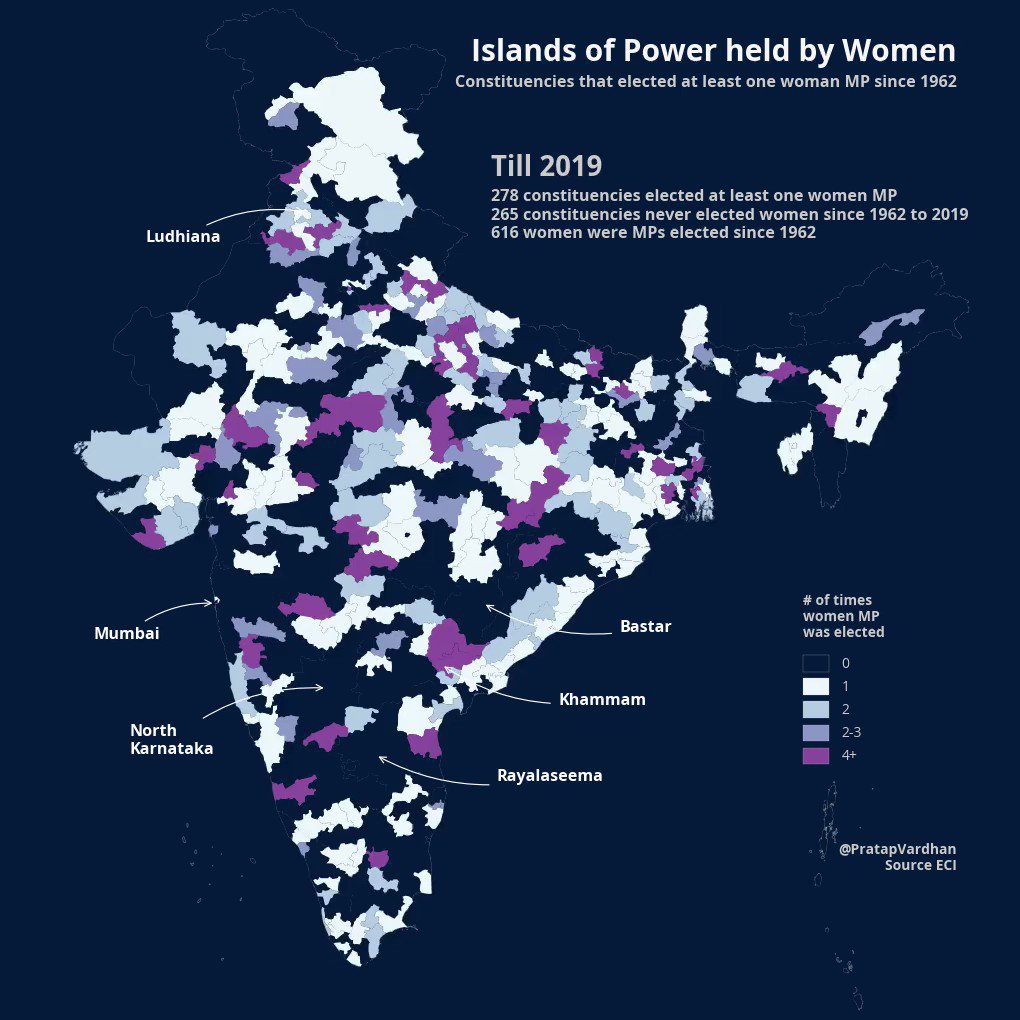 Islands of Power held by Women
Constituencies that elected at least one woman MP since 1962
Till 2019
278 constituencies elected at least one women MP
265 constituencies never elected women since 1962 to 2019
616 women were MPs elected since 1962
Ludhiana
Mumbai
North
Karnataka
Bastar
Khammam
Rayalaseema
# of times
women MP
was elected
0
1
2
2-3
4+
@PratapVardhan
Source ECI